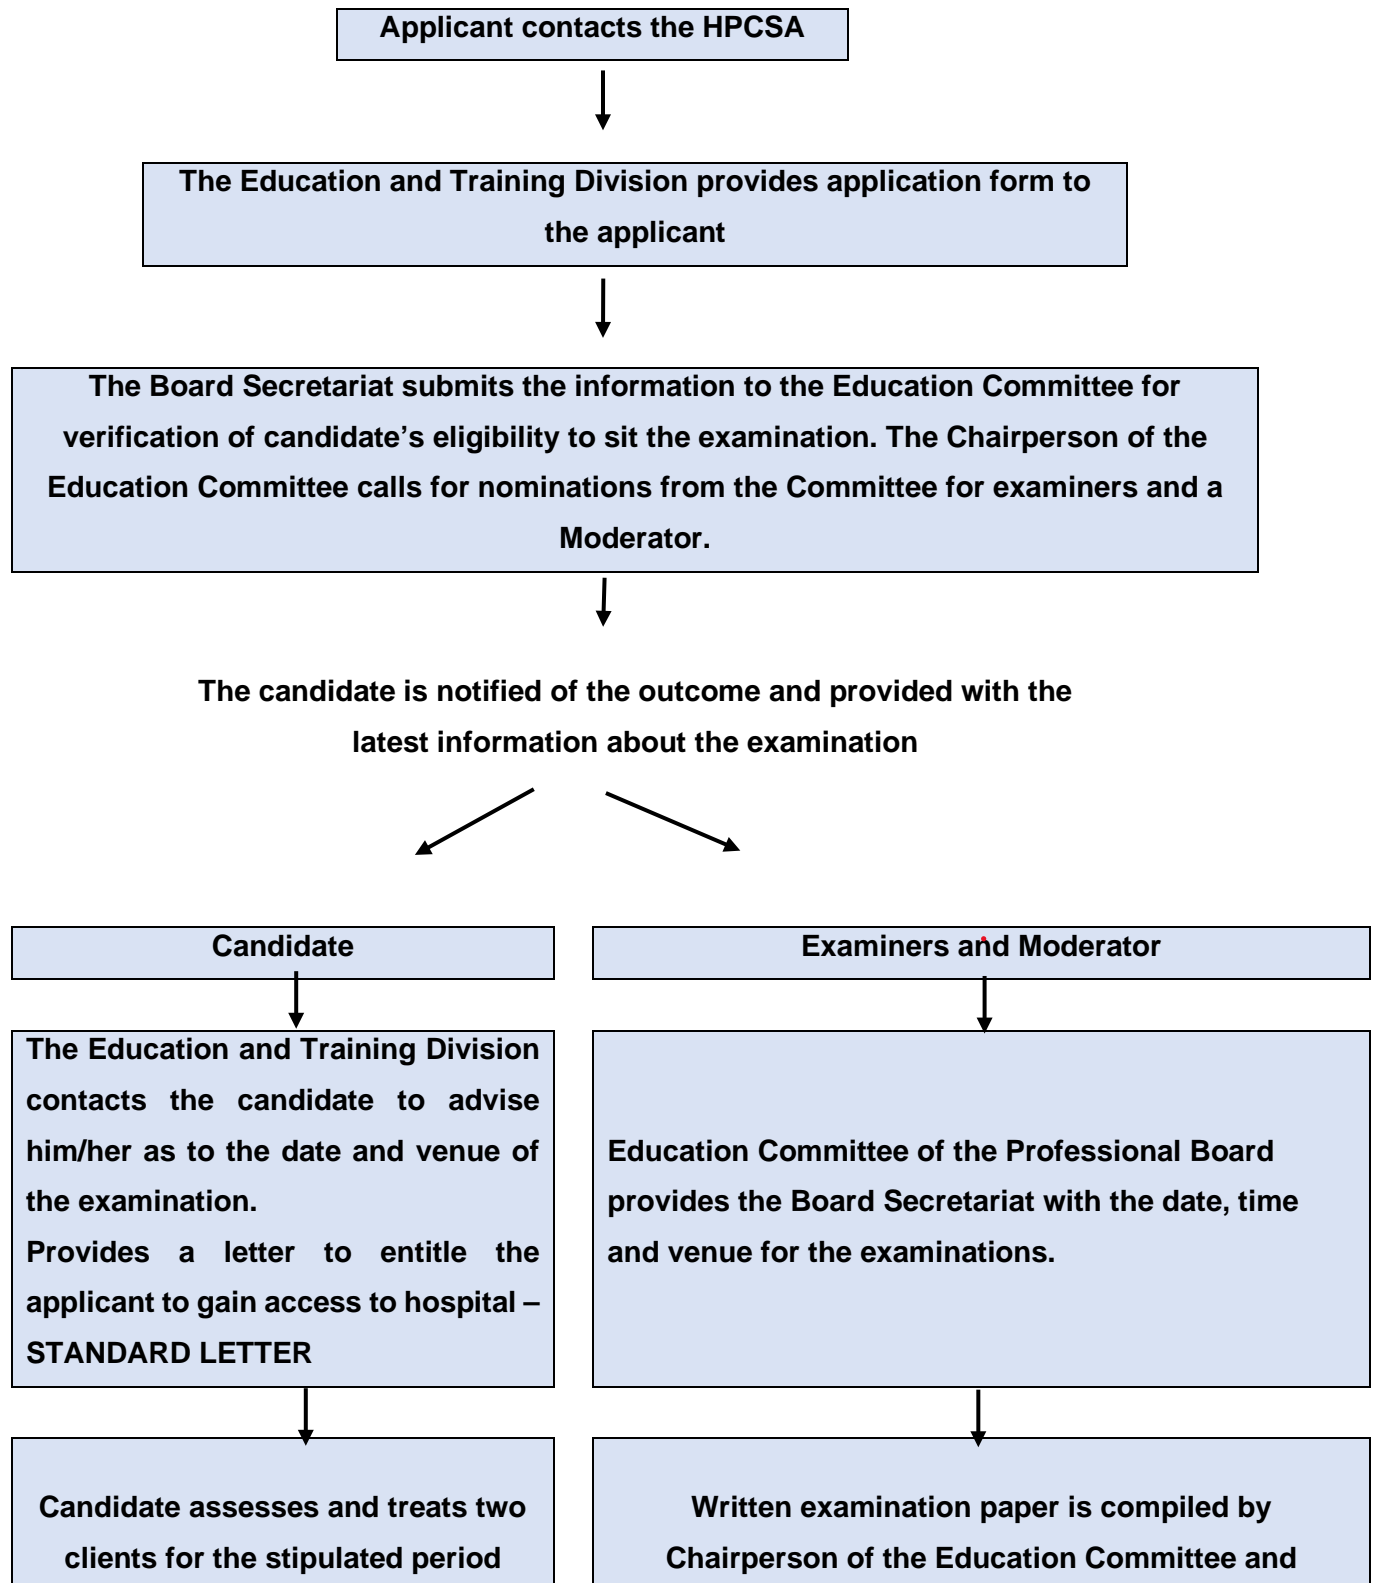 Applicant contacts the HPCSA
The Education and Training Division provides application form to
the applicant
The Board Secretariat submits the information to the Education Committee for
verification of candidate’s eligibility to sit the examination. The Chairperson of the
Education Committee calls for nominations from the Committee for examiners and a
Moderator.
The candidate is notified of the outcome and provided with the
latest information about the examination
Candidate
The Education and Training Division
contacts the candidate to advise
him/her as to the date and venue of
the examination.
Provides a letter to entitle the
applicant to gain access to hospital –
STANDARD LETTER
Candidate assesses and treats two
clients for the stipulated period
Examiners and Moderator
Education Committee of the Professional Board
provides the Board Secretariat with the date, time
and venue for the examinations.
Written examination paper is compiled by
Chairperson of the Education Committee and